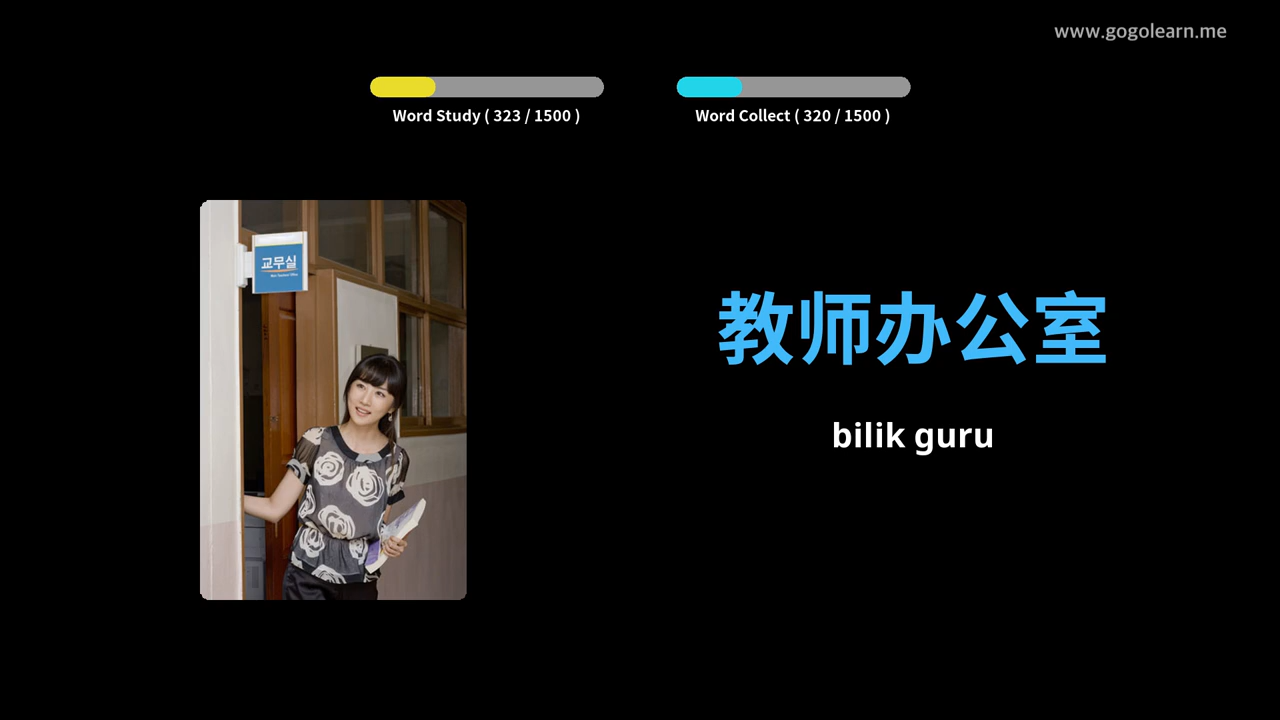 www.gogolearn.me
Word Study ( 323 / 1500 )
Word Collect ( 320 / 1500 )
교무실
教师办公室
bilik guru